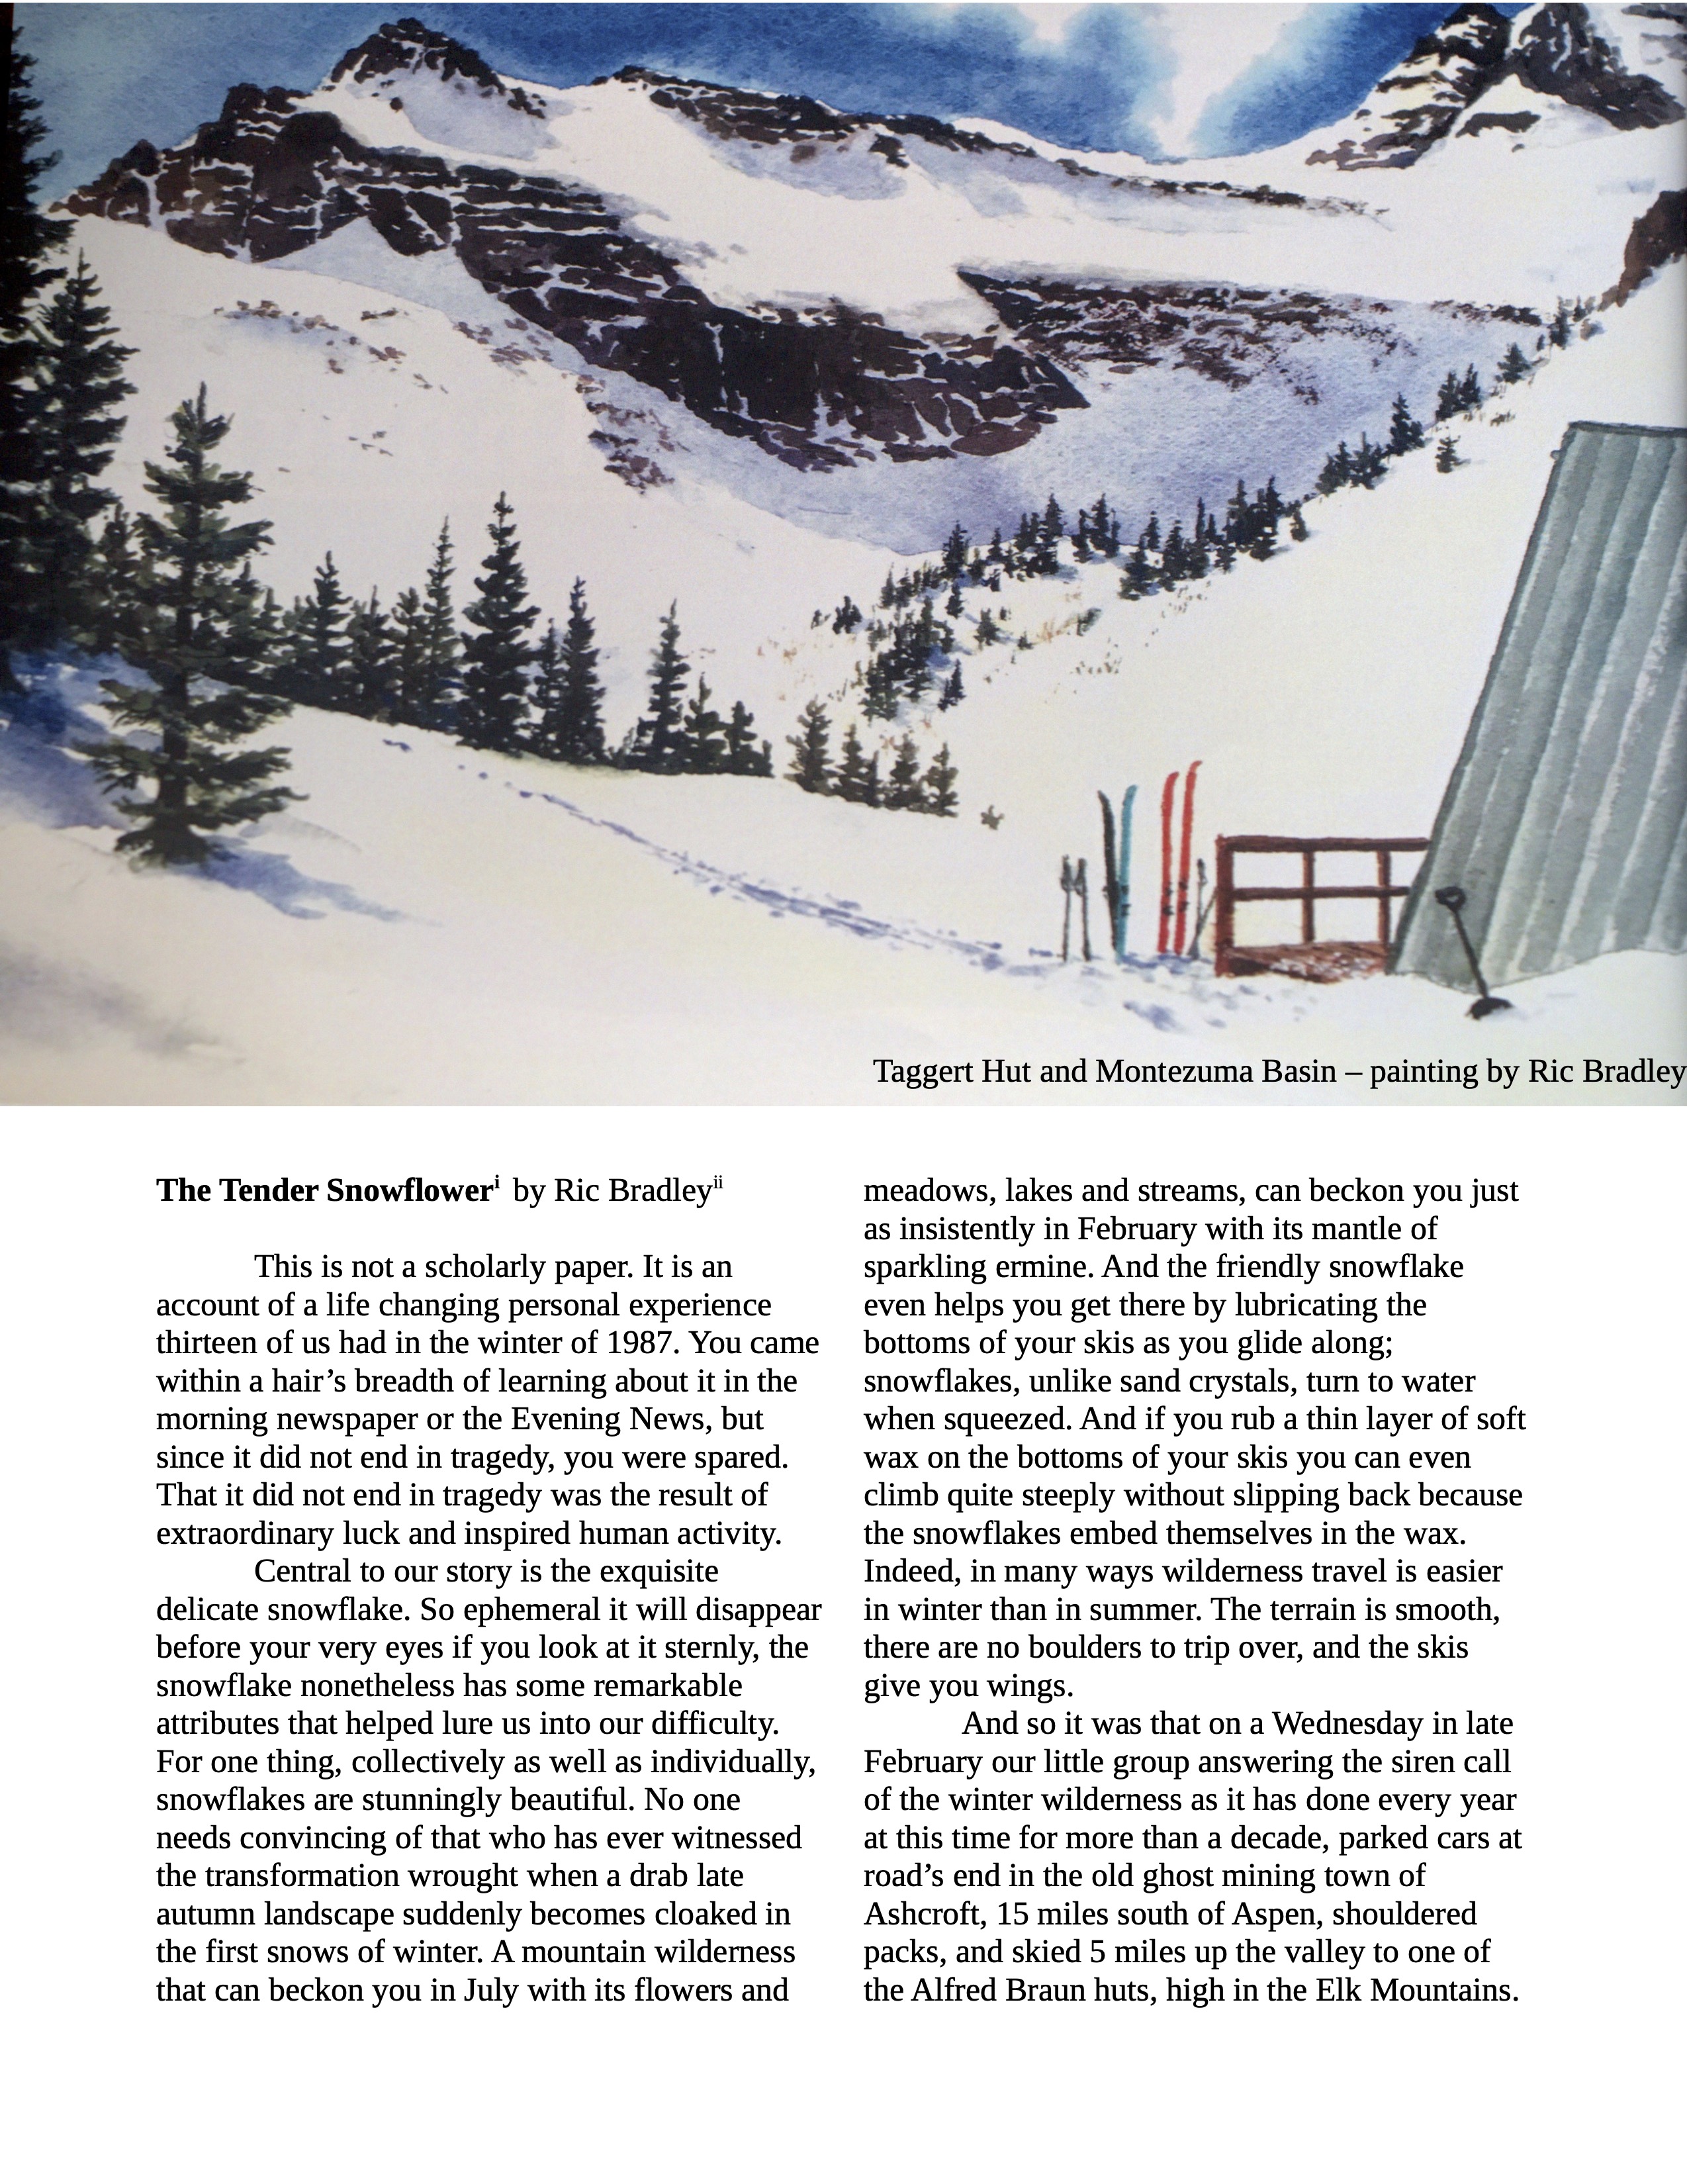 Taggert Hut and Montezuma Basin – painting by Ric Bradley
The Tender Snowflowerⁱ by Ric Bradleyⁱⁱ
This is not a scholarly paper. It is an
account of a life changing personal experience
thirteen of us had in the winter of 1987. You came
within a hair’s breadth of learning about it in the
morning newspaper or the Evening News, but
since it did not end in tragedy, you were spared.
That it did not end in tragedy was the result of
extraordinary luck and inspired human activity.
Central to our story is the exquisite
delicate snowflake. So ephemeral it will disappear
before your very eyes if you look at it sternly, the
snowflake nonetheless has some remarkable
attributes that helped lure us into our difficulty.
For one thing, collectively as well as individually,
snowflakes are stunningly beautiful. No one
needs convincing of that who has ever witnessed
the transformation wrought when a drab late
autumn landscape suddenly becomes cloaked in
the first snows of winter. A mountain wilderness
that can beckon you in July with its flowers and
meadows, lakes and streams, can beckon you just
as insistently in February with its mantle of
sparkling ermine. And the friendly snowflake
even helps you get there by lubricating the
bottoms of your skis as you glide along;
snowflakes, unlike sand crystals, turn to water
when squeezed. And if you rub a thin layer of soft
wax on the bottoms of your skis you can even
climb quite steeply without slipping back because
the snowflakes embed themselves in the wax.
Indeed, in many ways wilderness travel is easier
in winter than in summer. The terrain is smooth,
there are no boulders to trip over, and the skis
give you wings.
And so it was that on a Wednesday in late
February our little group answering the siren call
of the winter wilderness as it has done every year
at this time for more than a decade, parked cars at
road’s end in the old ghost mining town of
Ashcroft, 15 miles south of Aspen, shouldered
packs, and skied 5 miles up the valley to one of
the Alfred Braun huts, high in the Elk Mountains.